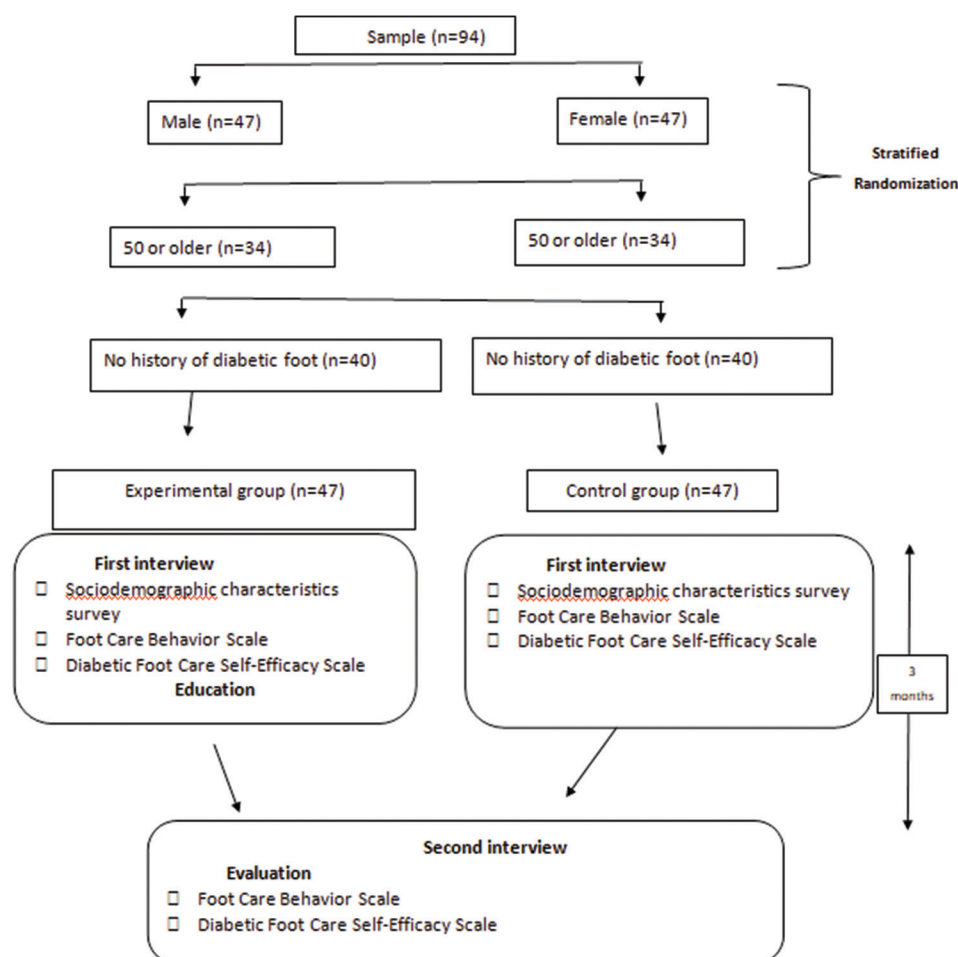 Sample (n=94)
Male (n=47)
Female (n=47)
Stratified
Randomization
50 or older (n=34)
50 or older (n=34)
No history of diabetic foot (n=40)
No history of diabetic foot (n=40)
Experimental group (n=47)
Control group (n=47)
First interview
Sociodemographic characteristics
survey
Foot Care Behavior Scale
Diabetic Foot Care Self-Efficacy Scale
Education
First interview
Sociodemographic characteristics survey
Foot Care Behavior Scale
Diabetic Foot Care Self-Efficacy Scale
3
months
Second interview
Evaluation
Foot Care Behavior Scale
Diabetic Foot Care Self-Efficacy Scale